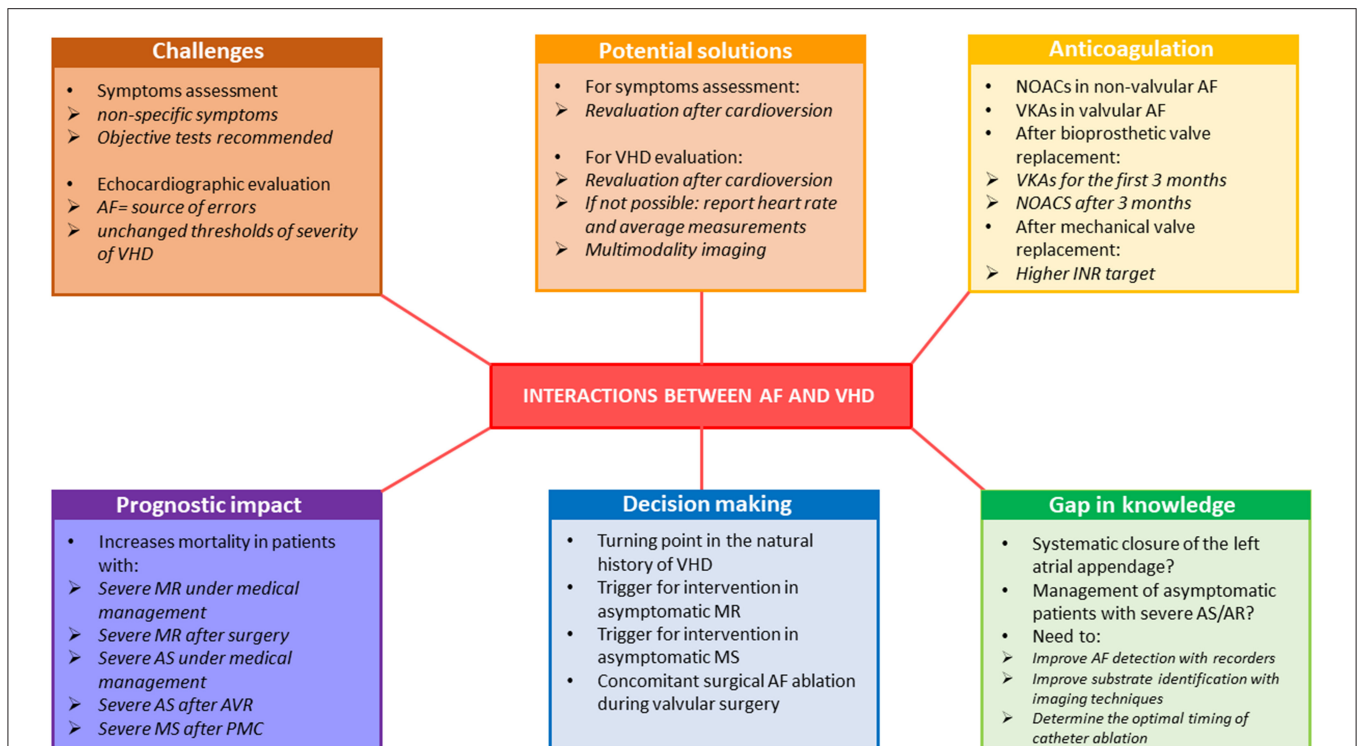 Challenges
• Symptoms assessment
➢ non-specific symptoms
➢ Objective tests recommended
• Echocardiographic evaluation
➢ AF= source of errors
➢ unchanged thresholds of severity
of VHD
Potential solutions
• For symptoms assessment:
➢ Revaluation after cardioversion
• For VHD evaluation:
➢ Revaluation after cardioversion
➢ If not possible: report heart rate
and average measurements
➢ Multimodality imaging
Anticoagulation
• NOACs in non-valvular AF
• VKAs in valvular AF
• After bioprosthetic valve
replacement:
➢ VKAs for the first 3 months
➢ NOACS after 3 months
• After mechanical valve
replacement:
➢ Higher INR target
INTERACTIONS BETWEEN AF AND VHD
Prognostic impact
• Increases mortality in patients
with:
➢ Severe MR under medical
management
➢ Severe MR after surgery
➢ Severe AS under medical
management
➢ Severe AS after AVR
➢ Severe MS after PMC
Decision making
• Turning point in the natural
history of VHD
• Trigger for intervention in
asymptomatic MR
• Trigger for intervention in
asymptomatic MS
• Concomitant surgical AF ablation
during valvular surgery
Gap in knowledge
• Systematic closure of the left
atrial appendage?
• Management of asymptomatic
patients with severe AS/AR?
• Need to:
➢ Improve AF detection with recorders
➢ Improve substrate identification with
imaging techniques
➢ Determine the optimal timing of
catheter ablation